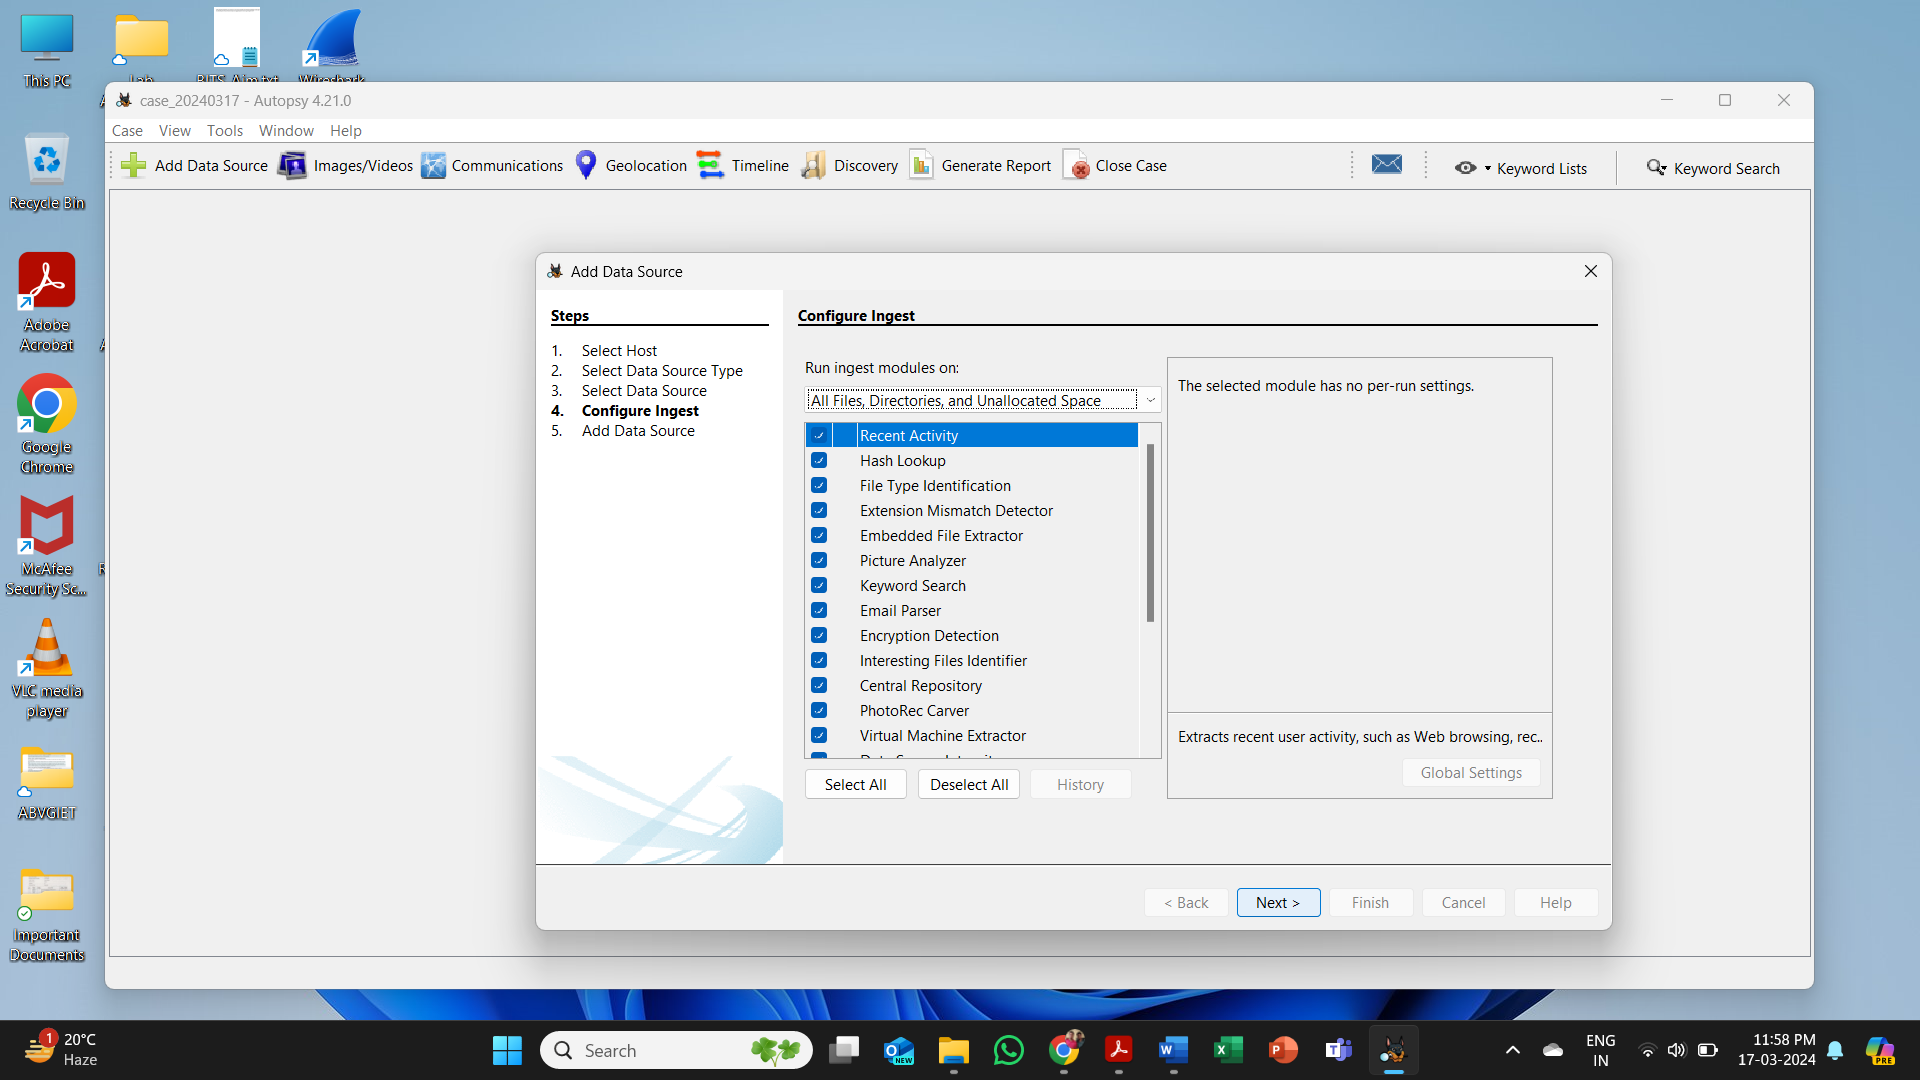 This PC
Lab
BITS_Aim.txt
Wireshark
case_20240317 - Autopsy 4.21.0
Case View Tools Window Help
Add Data Source Images/Videos Communications Geolocation Timeline Discovery Generate Report Close Case Keyword Lists Keyword Search
Recycle Bin
Adobe
Acrobat
Google
Chrome
McAfee
Security Sc...
VLC media
player
ABVGIET
Important
Documents
Add Data Source
Steps
1. Select Host
2. Select Data Source Type
3. Select Data Source
4. Configure Ingest
5. Add Data Source
Configure Ingest
Run ingest modules on:
All Files, Directories, and Unallocated Space
Recent Activity
Hash Lookup
File Type Identification
Extension Mismatch Detector
Embedded File Extractor
Picture Analyzer
Keyword Search
Email Parser
Encryption Detection
Interesting Files Identifier
Central Repository
PhotoRec Carver
Virtual Machine Extractor
Select All Deselect All History
The selected module has no per-run settings.
Extracts recent user activity, such as Web browsing, rec..
Global Settings
< Back Next > Finish Cancel Help
1
20°C
Haze
Search
NEW
ENG
IN
11:58 PM
17-03-2024
PRE